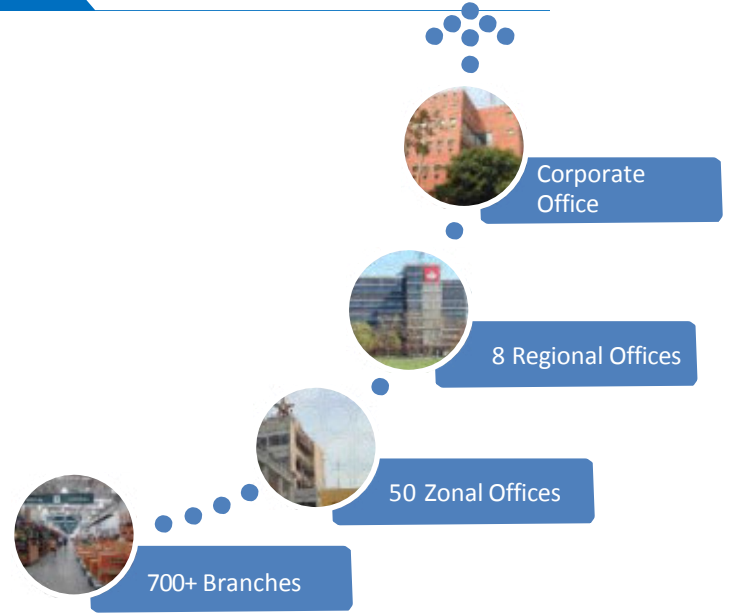 Corporate
Office
8 Regional Offices
50 Zonal Offices
700+ Branches